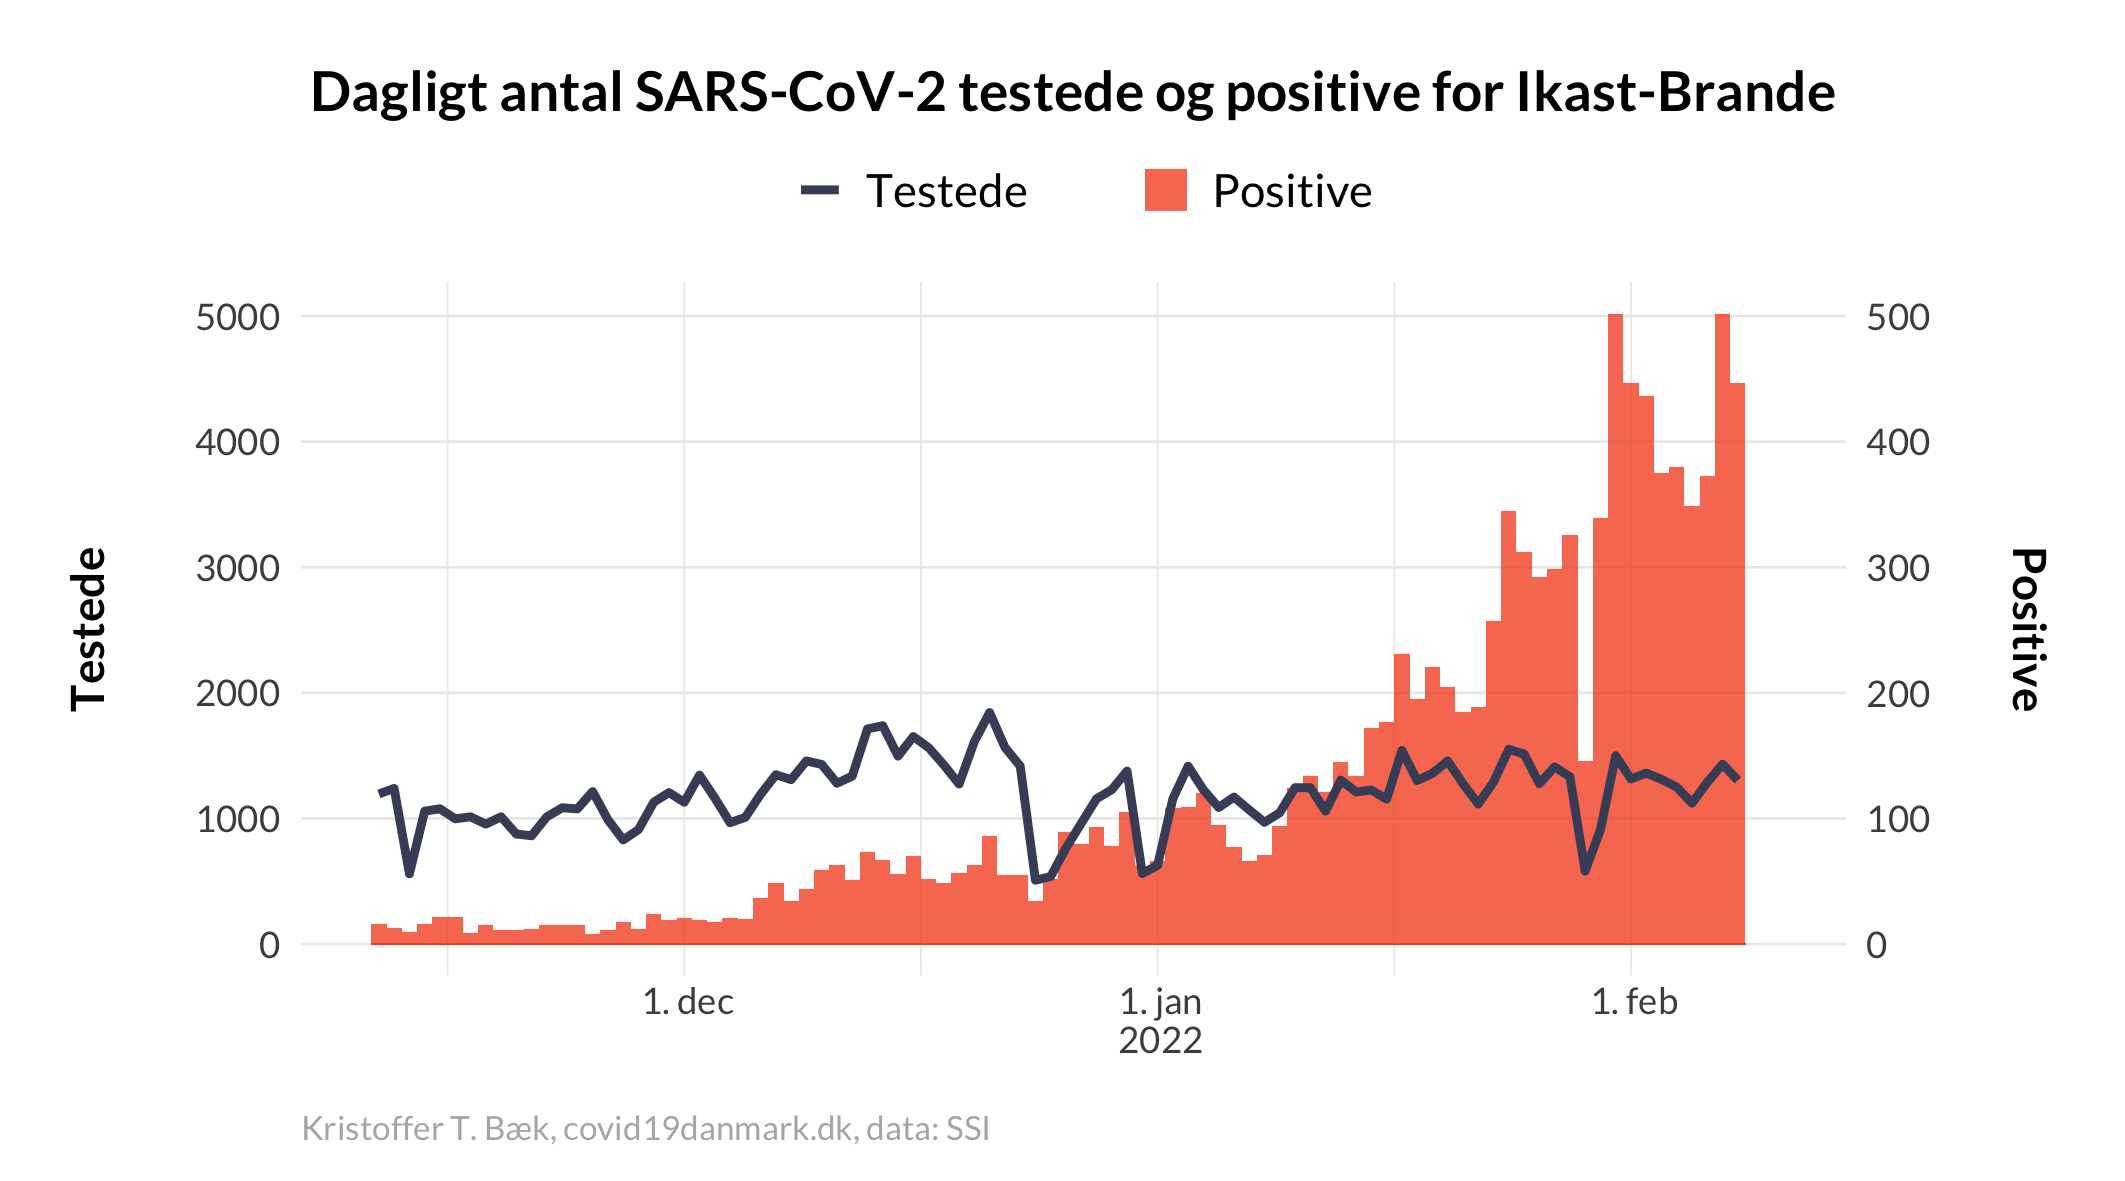 Dagligt antal SARS-CoV-2 testede og positive for Ikast-Brande
Testede
Positive
5000
4000
3000
2000
1000
0
500
400
300
200
100
0
Testede
Positive
1. dec
1. jan
2022
1. feb
Kristoffer T. Bæk, covid19danmark.dk, data: SSI